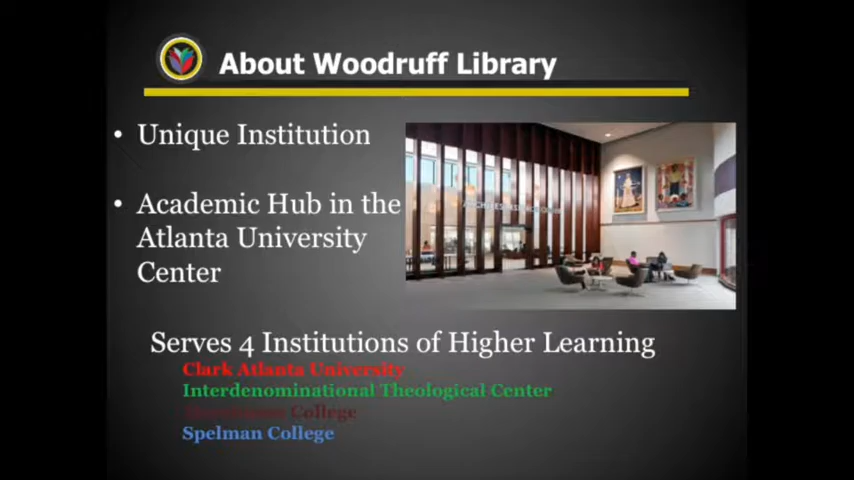 About Woodruff Library
• Unique Institution
• Academic Hub in the
Atlanta University
Center
Serves 4 Institutions of Higher Learning
Clark Atlanta University
Interdenominational Theological Center
College
Spelman College